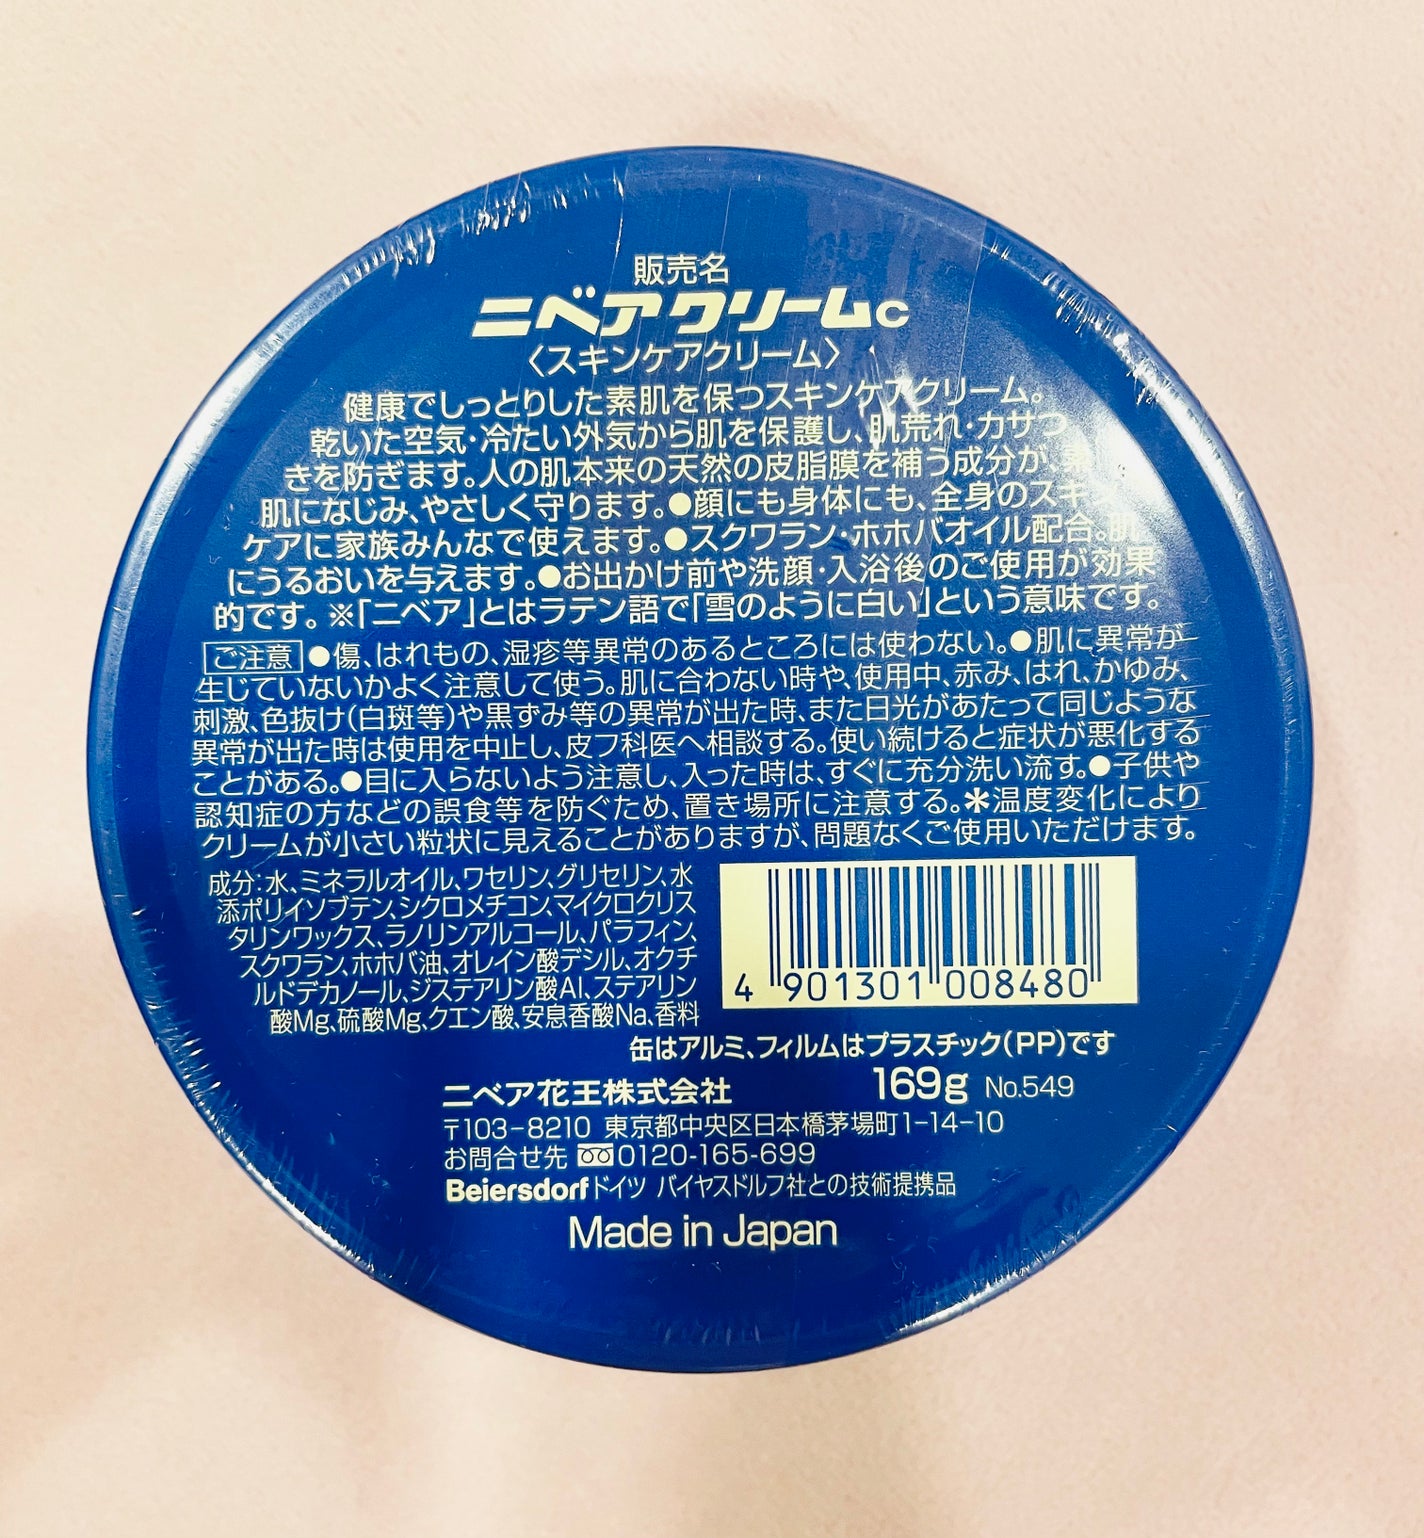 販売名
ニベアクリームc
〈スキンケアクリーム〉
健康でしっとりした素肌を保つスキンケアクリーム。
乾いた空気・冷たい外気から肌を保護し、肌荒れ・カサつ
きを防ぎます。人の肌本来の天然の皮脂膜を補う成分が、素
肌になじみ、やさしく守ります。●顔にも身体にも、全身のスキン
ケアに家族みんなで使えます。●スクワラン・ホホバオイル配合。肌
にうるおいを与えます。●お出かけ前や洗顔・入浴後のご使用が効果
的です。※「ニベア」とはラテン語で「雪のように白い」という意味です。
ご注意 ●傷、はれもの、湿疹等異常のあるところには使わない。●肌に異常が
生じていないかよく注意して使う。肌に合わない時や、使用中、赤み、はれ、かゆみ、
刺激、色抜け(白斑等)や黒ずみ等の異常が出た時、また日光があたって同じような
異常が出た時は使用を中止し、皮フ科医へ相談する。使い続けると症状が悪化する
ことがある。●目に入らないよう注意し、入った時は、すぐに充分洗い流す。●子供や
認知症の方などの誤食等を防ぐため、置き場所に注意する。＊温度変化により
クリームが小さい粒状に見えることがありますが、問題なくご使用いただけます。
成分：水、ミネラルオイル、ワセリン、グリセリン、水
添ポリイソブテン、シクロメチコン、マイクロクリス
タリンワックス、ラノリンアルコール、パラフィン、
スクワラン、ホホバ油、オレイン酸デシル、オクチ
ルドデカノール、ジステアリン酸Al、ステアリン
酸Mg、硫酸Mg、クエン酸、安息香酸Na、香料
4 901301 008480
缶はアルミ、フィルムはプラスチック(PP)です
ニベア花王株式会社 169g No.549
〒103-8210 東京都中央区日本橋茅場町1-14-10
お問合せ先 0120-165-699
Beiersdorf ドイツ バイヤスドルフ社との技術提携品
Made in Japan